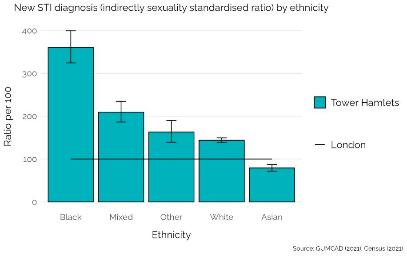 New STI diagnosis (indirectly sexuality standardised ratio) by ethnicity
400
300
200
100
0
Ratio per 100
Black Mixed Other White Asian
Ethnicity
Tower Hamlets
London
Source: GUMCAD (2021), Census (2021)